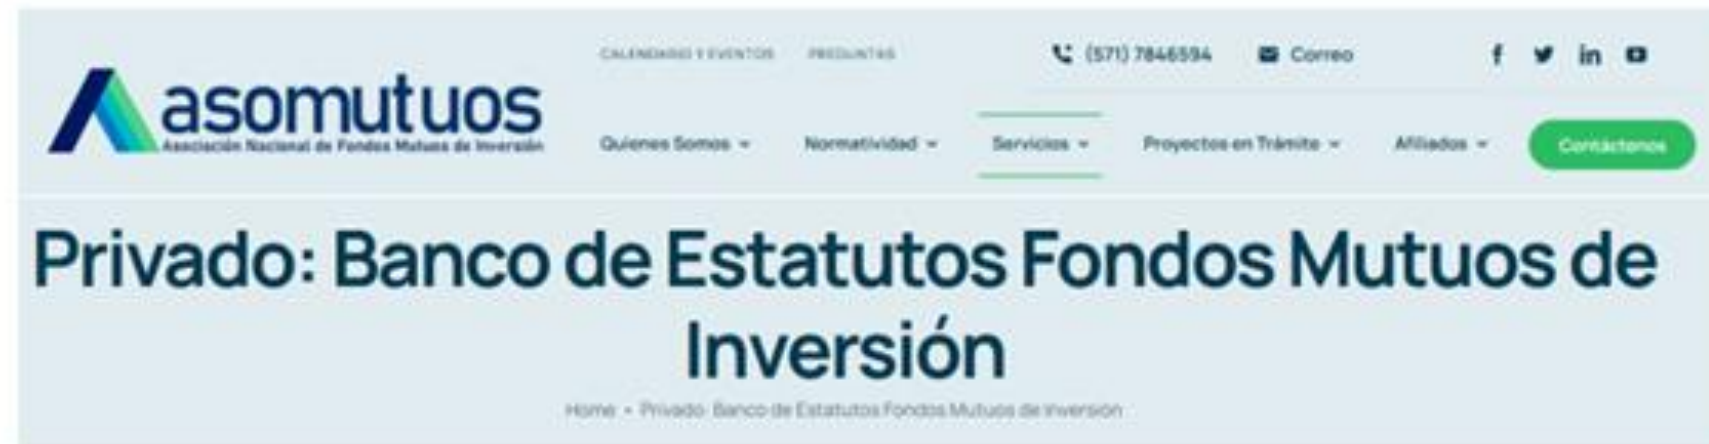 CALENDARIO Y EVENTOS PREGUNTAS (571) 7846594 Correo
asomutuos
Asociación Nacional de Fondos Mutuos de Inversión
Quienes Somos Normatividad Servicios Proyectos en Trámite Afiliados Contáctenos
Privado: Banco de Estatutos Fondos Mutuos de
Inversión
Home • Privado: Banco de Estatutos Fondos Mutuos de Inversión